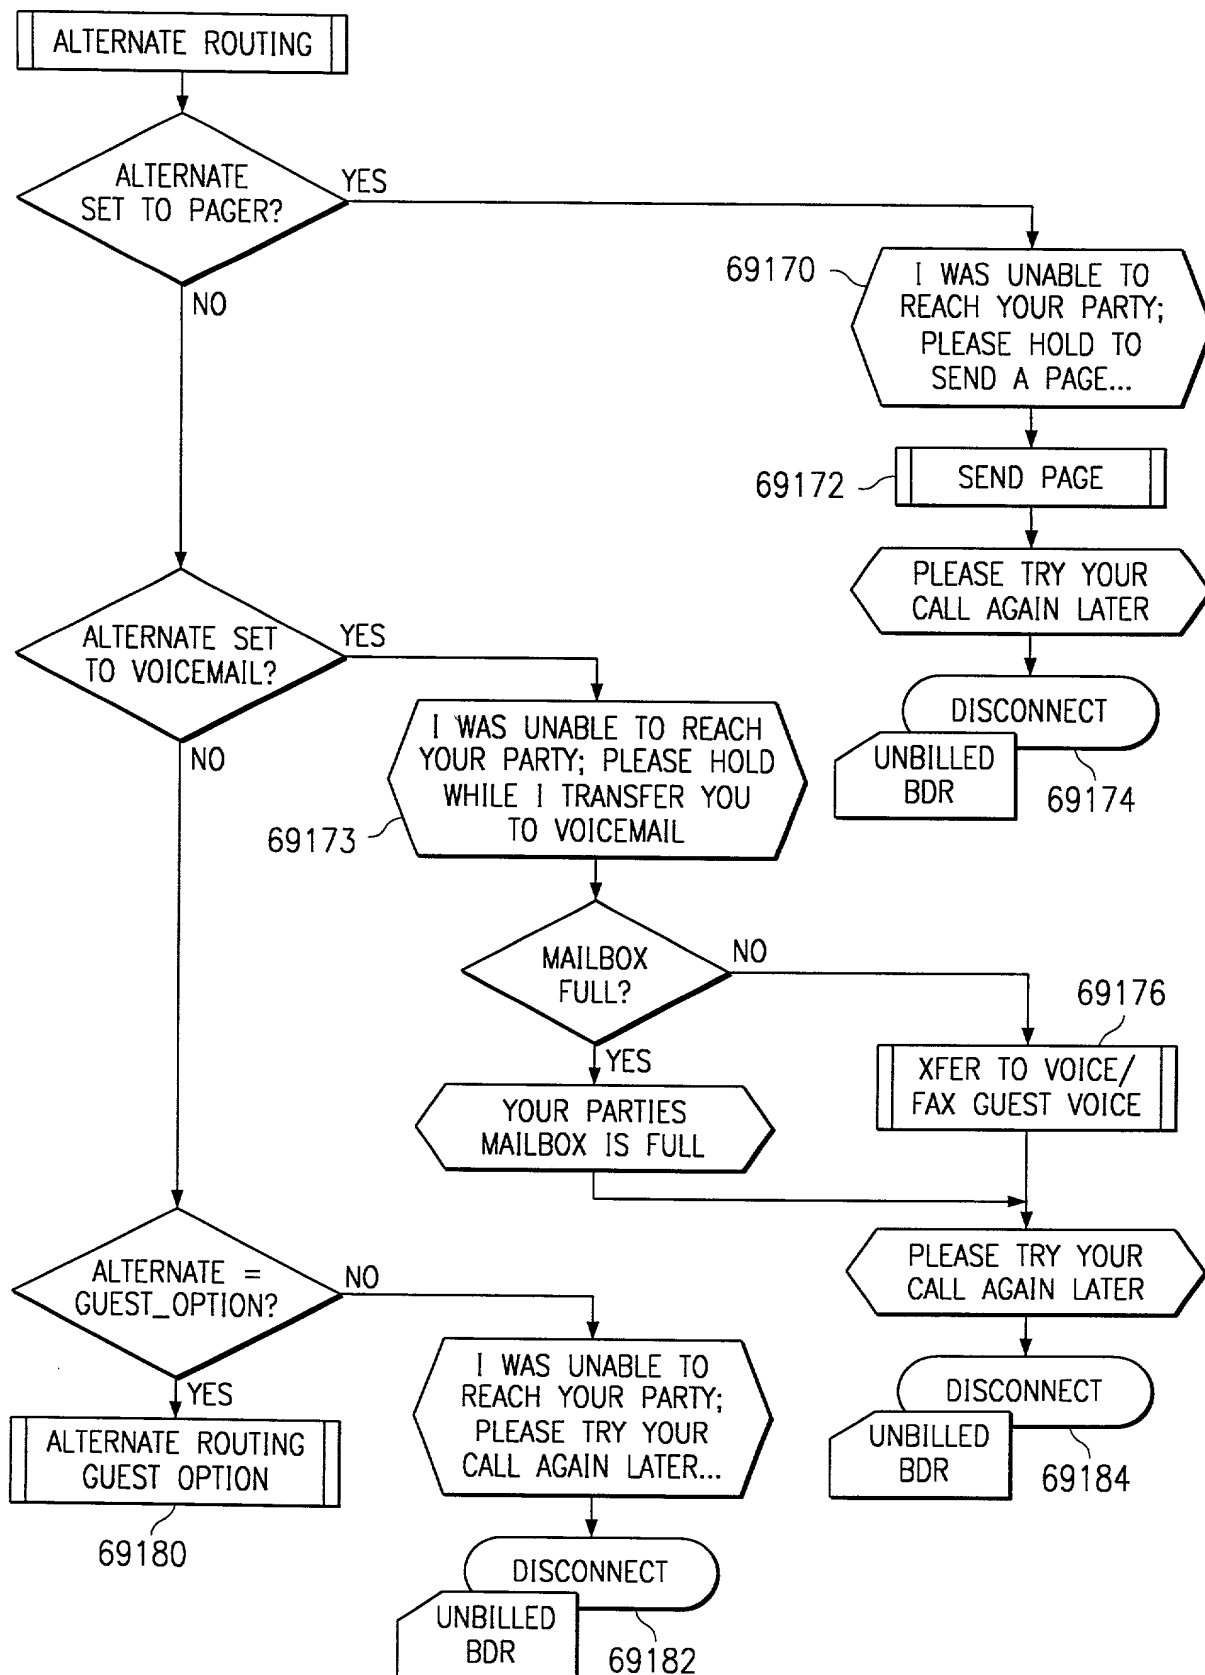 ALTERNATE ROUTING
ALTERNATE
SET TO PAGER?
YES
NO
69170
I WAS UNABLE TO
REACH YOUR PARTY;
PLEASE HOLD TO
SEND A PAGE...
69172
SEND PAGE
PLEASE TRY YOUR
CALL AGAIN LATER
DISCONNECT
UNBILLED
BDR
69174
ALTERNATE SET
TO VOICEMAIL?
YES
NO
I WAS UNABLE TO REACH
YOUR PARTY; PLEASE HOLD
WHILE I TRANSFER YOU
TO VOICEMAIL
69173
MAILBOX
FULL?
NO
YES
69176
XFER TO VOICE/
FAX GUEST VOICE
YOUR PARTIES
MAILBOX IS FULL
PLEASE TRY YOUR
CALL AGAIN LATER
DISCONNECT
UNBILLED
BDR
69184
ALTERNATE =
GUEST_OPTION?
NO
YES
ALTERNATE ROUTING
GUEST OPTION
69180
I WAS UNABLE TO
REACH YOUR PARTY;
PLEASE TRY YOUR
CALL AGAIN LATER...
DISCONNECT
UNBILLED
BDR
69182